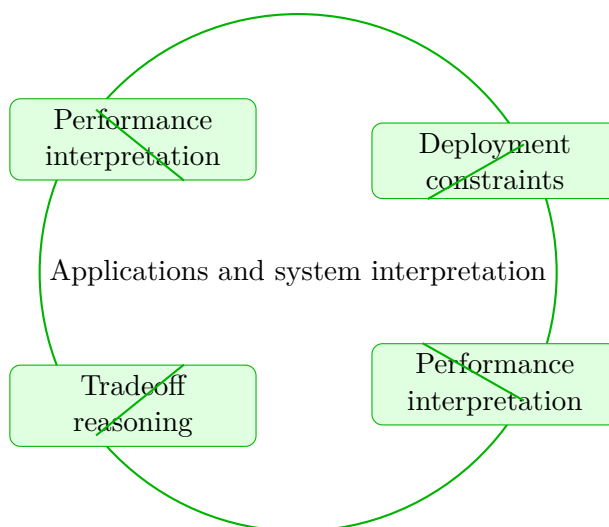 Performance
interpretation
Deployment
constraints
Applications and system interpretation
Tradeoff
reasoning
Performance
interpretation